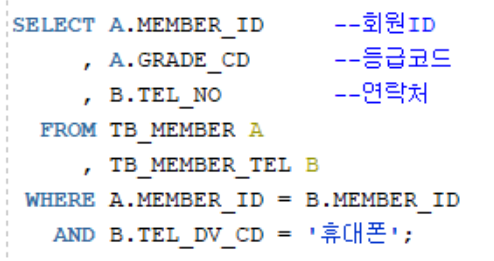 SELECT A.MEMBER_ID --회원ID
, A.GRADE_CD --등급코드
, B.TEL_NO --연락처
FROM TB_MEMBER A
, TB_MEMBER_TEL B
WHERE A.MEMBER_ID = B.MEMBER_ID
AND B.TEL_DV_CD = '휴대폰';